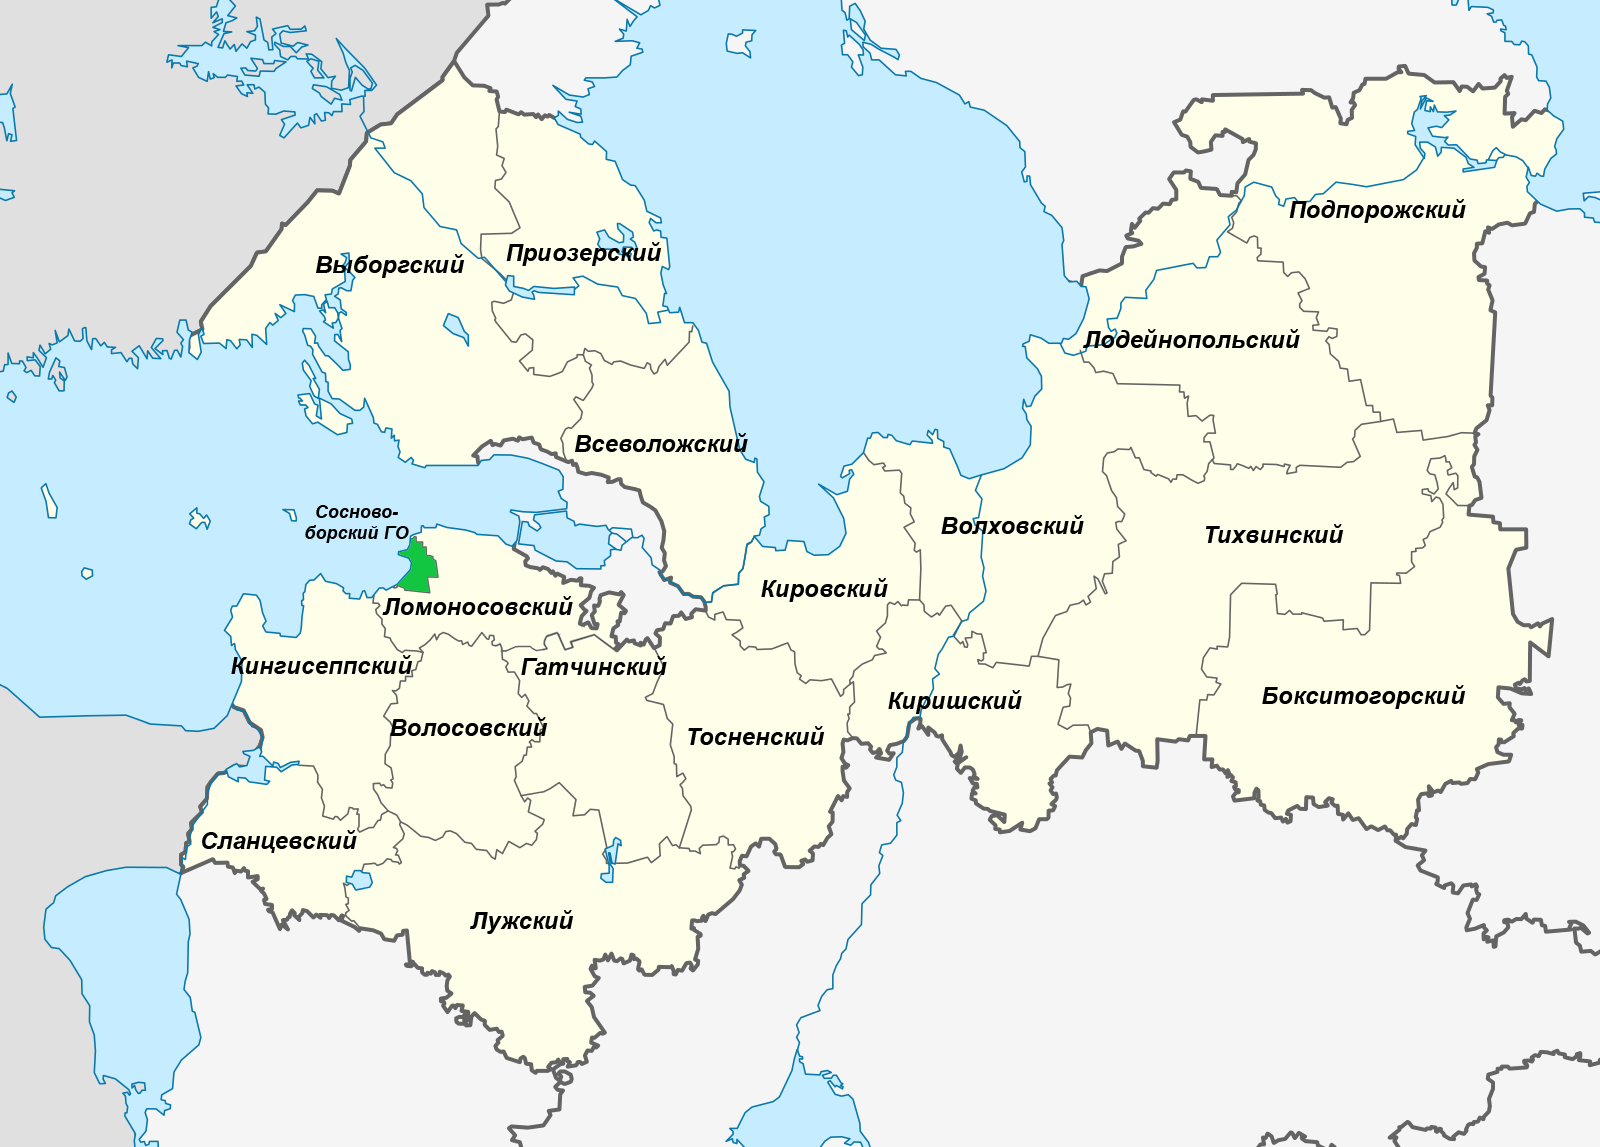 Подпорожский
Приозерский
Выборгский
Лодейнопольский
Всеволожский
Сосново-
борский ГО
Волховский
Тихвинский
Кировский
Ломоносовский
Кингисеппский
Гатчинский
Киришский
Бокситогорский
Волосовский
Тосненский
Сланцевский
Лужский